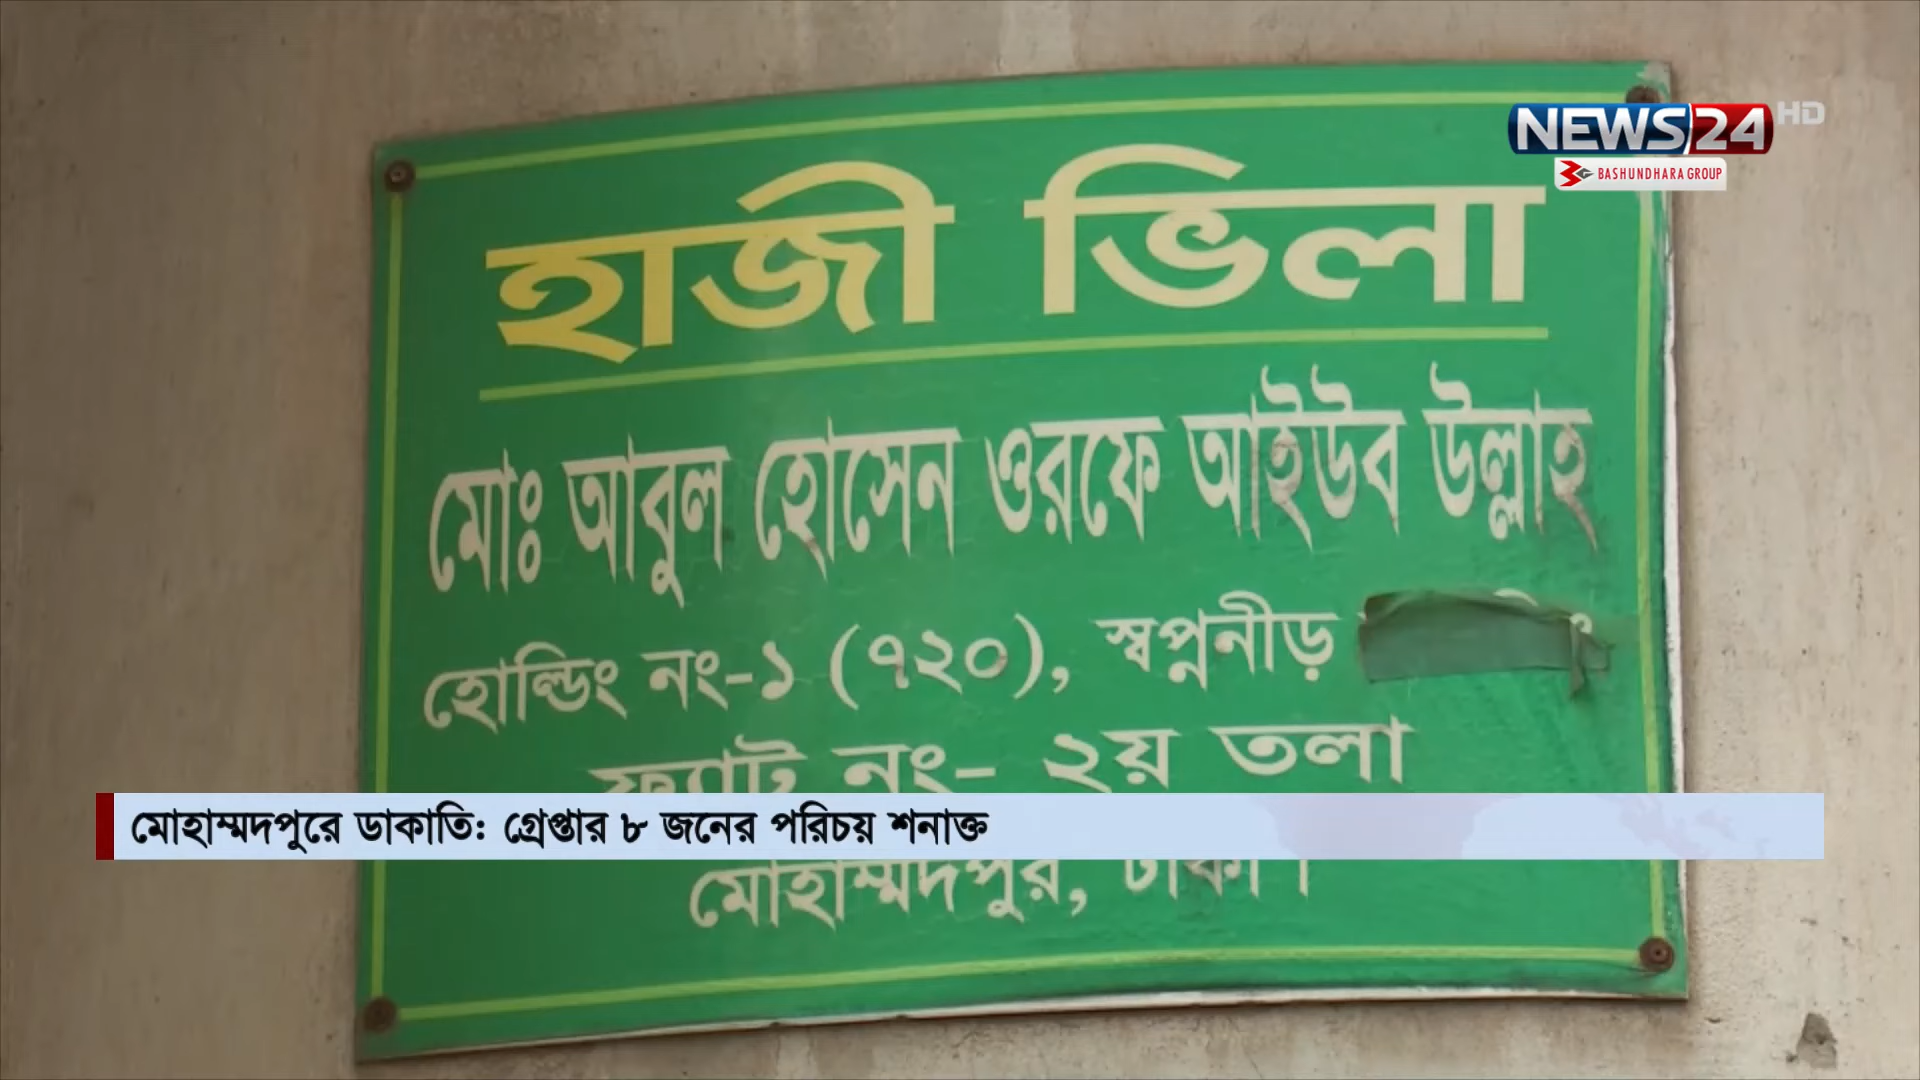 NEWS24 HD
BASHUNDHARA GROUP
হাজী ভিলা
মোঃ আবুল হোসেন ওরফে আইউব উল্লাহ
হোল্ডিং নং-১ (৭২০), স্বপ্ননীড়
ফ্ল্যাট নং- ২য় তলা
মোহাম্মদপুরে ডাকাতি: গ্রেপ্তার ৮ জনের পরিচয় শনাক্ত
মোহাম্মদপুর, ঢাকা।